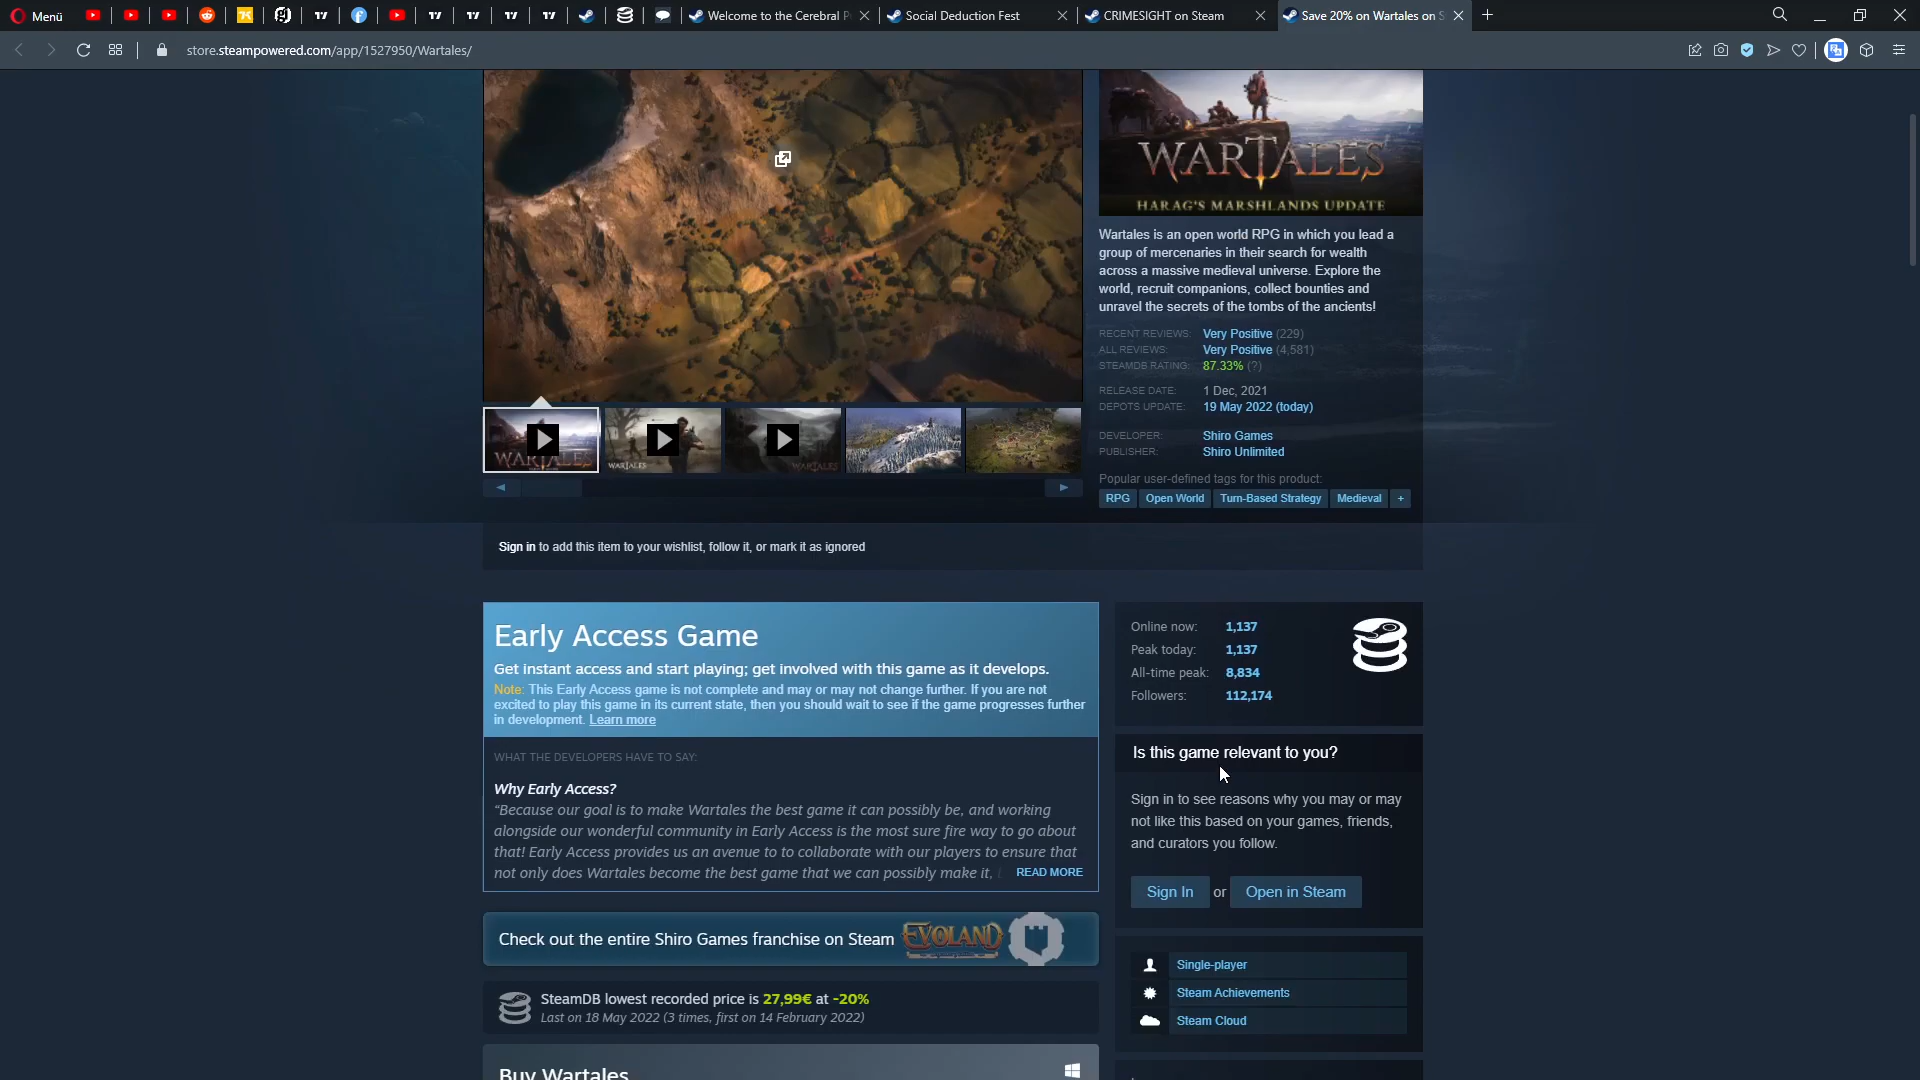 Menü
Welcome to the Cerebral P
Social Deduction Fest
CRIMESIGHT on Steam
Save 20% on Wartales on S
store.steampowered.com/app/1527950/Wartales/
WARTALES
HARAG'S MARSHLANDS UPDATE
Wartales is an open world RPG in which you lead a
group of mercenaries in their search for wealth
across a massive medieval universe. Explore the
world, recruit companions, collect bounties and
unravel the secrets of the tombs of the ancients!
RECENT REVIEWS: Very Positive (229)
ALL REVIEWS: Very Positive (4,581)
STEAMDB RATING: 87.33% (?)
RELEASE DATE: 1 Dec, 2021
DEPOTS UPDATE: 19 May 2022 (today)
DEVELOPER: Shiro Games
PUBLISHER: Shiro Unlimited
Popular user-defined tags for this product:
RPG Open World Turn-Based Strategy Medieval +
WARTALES WARTALES WARTALES
Sign in to add this item to your wishlist, follow it, or mark it as ignored
Early Access Game
Get instant access and start playing; get involved with this game as it develops.
Note: This Early Access game is not complete and may or may not change further. If you are not
excited to play this game in its current state, then you should wait to see if the game progresses further
in development. Learn more
WHAT THE DEVELOPERS HAVE TO SAY:
Why Early Access?
“Because our goal is to make Wartales the best game it can possibly be, and working
alongside our wonderful community in Early Access is the most sure fire way to go about
that! Early Access provides us an avenue to to collaborate with our players to ensure that
not only does Wartales become the best game that we can possibly make it,
READ MORE
Check out the entire Shiro Games franchise on Steam EVOLAND
SteamDB lowest recorded price is 27,99€ at -20%
Last on 18 May 2022 (3 times, first on 14 February 2022)
Buy Wartales
Online now: 1,137
Peak today: 1,137
All-time peak: 8,834
Followers: 112,174
Is this game relevant to you?
Sign in to see reasons why you may or may
not like this based on your games, friends,
and curators you follow.
Sign In or Open in Steam
Single-player
Steam Achievements
Steam Cloud